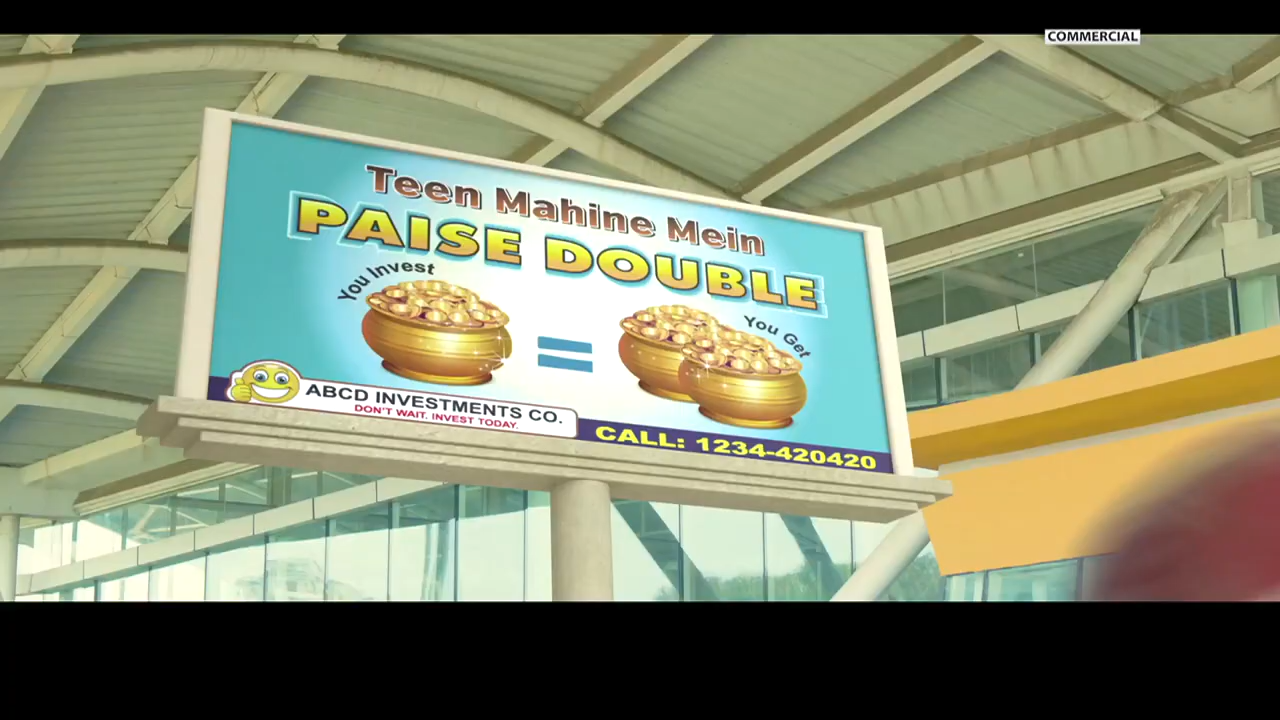 COMMERCIAL
Teen Mahine Mein
PAISE DOUBLE
You Invest
You Get
ABCD INVESTMENTS CO.
DON'T WAIT. INVEST TODAY.
CALL: 1234-420420